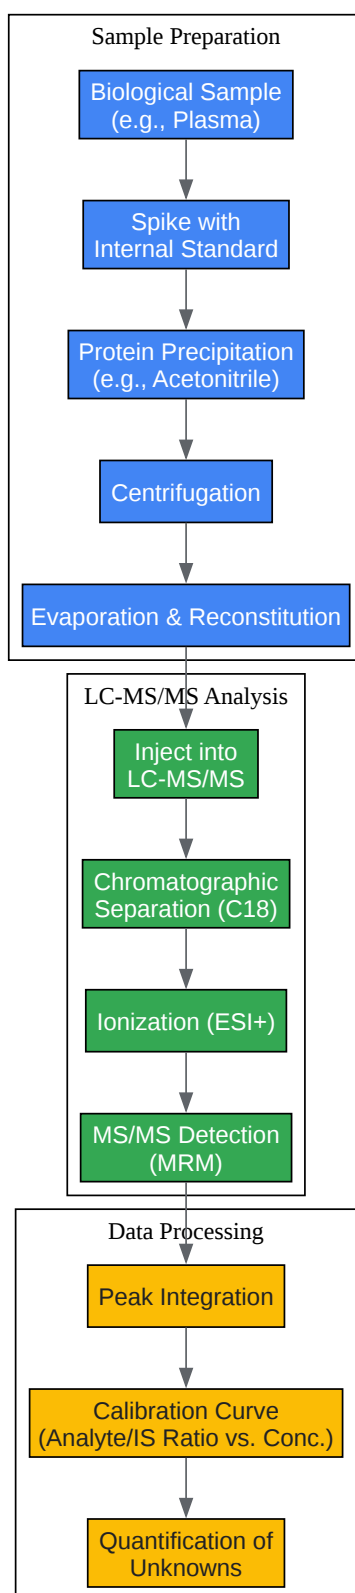 Sample Preparation
Biological Sample
(e.g., Plasma)
Spike with
Internal Standard
Protein Precipitation
(e.g., Acetonitrile)
Centrifugation
Evaporation & Reconstitution
LC-MS/MS Analysis
Inject into
LC-MS/MS
Chromatographic
Separation (C18)
Ionization (ESI+)
MS/MS Detection
(MRM)
Data Processing
Peak Integration
Calibration Curve
(Analyte/IS Ratio vs. Conc.)
Quantification of
Unknowns